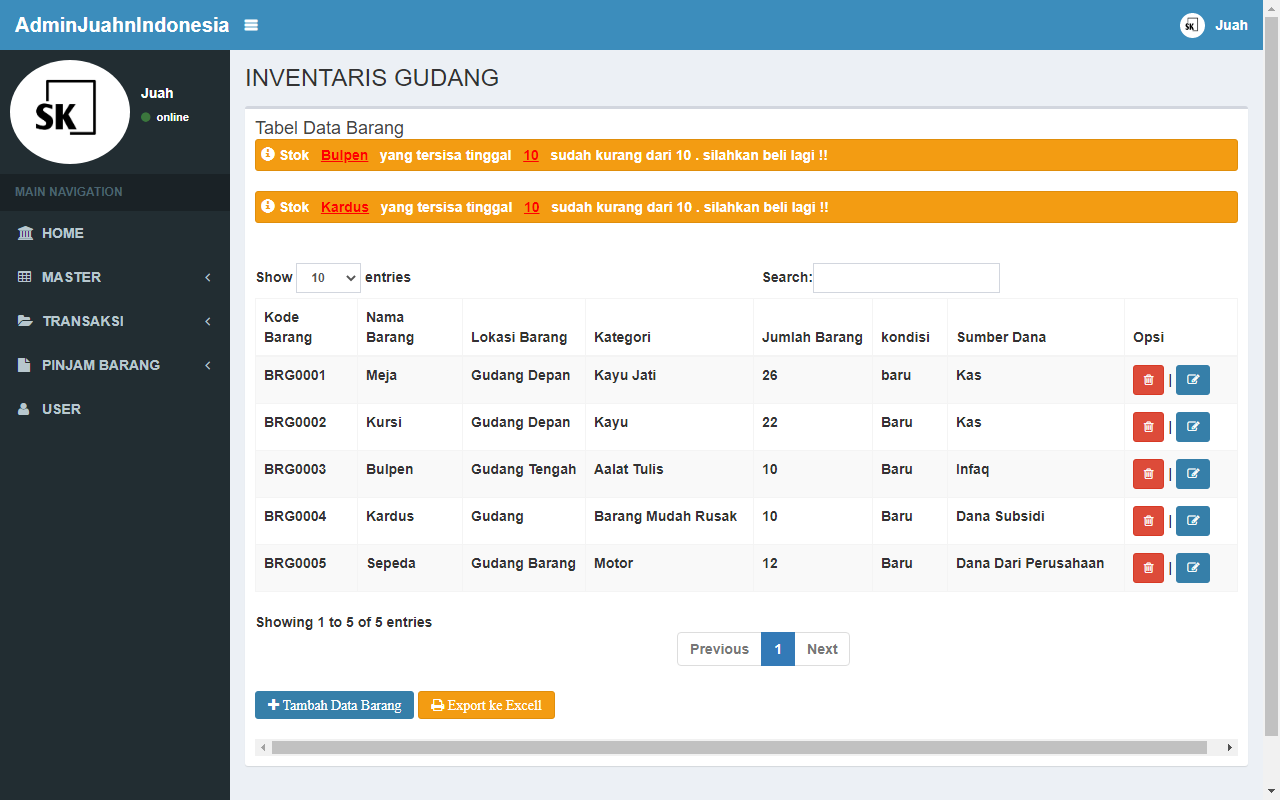 AdminJuahnIndonesia
SK Juah
SK
Juah
online
MAIN NAVIGATION
HOME
MASTER
TRANSAKSI
PINJAM BARANG
USER
INVENTARIS GUDANG
Tabel Data Barang
Stok Bulpen yang tersisa tinggal 10 sudah kurang dari 10 . silahkan beli lagi !!
Stok Kardus yang tersisa tinggal 10 sudah kurang dari 10 . silahkan beli lagi !!
Show 10 entries Search:
Kode Barang Nama Barang Lokasi Barang Kategori Jumlah Barang kondisi Sumber Dana Opsi
BRG0001 Meja Gudang Depan Kayu Jati 26 baru Kas |
BRG0002 Kursi Gudang Depan Kayu 22 Baru Kas |
BRG0003 Bulpen Gudang Tengah Aalat Tulis 10 Baru Infaq |
BRG0004 Kardus Gudang Barang Mudah Rusak 10 Baru Dana Subsidi |
BRG0005 Sepeda Gudang Barang Motor 12 Baru Dana Dari Perusahaan |
Showing 1 to 5 of 5 entries
Previous 1 Next
Tambah Data Barang Export ke Excell